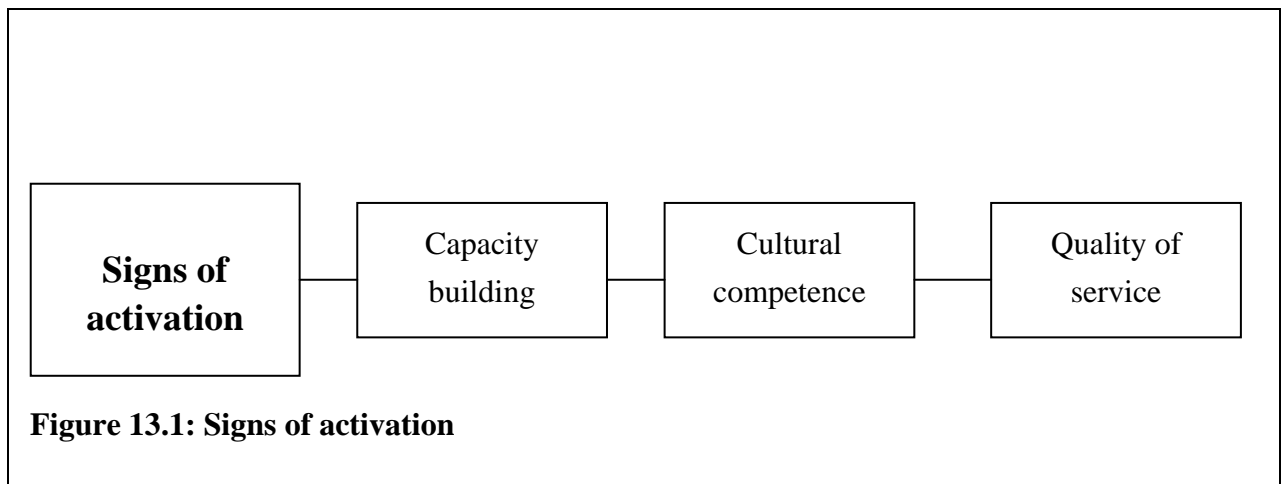 Signs of
activation
Capacity
building
Cultural
competence
Quality of
service
Figure 13.1: Signs of activation